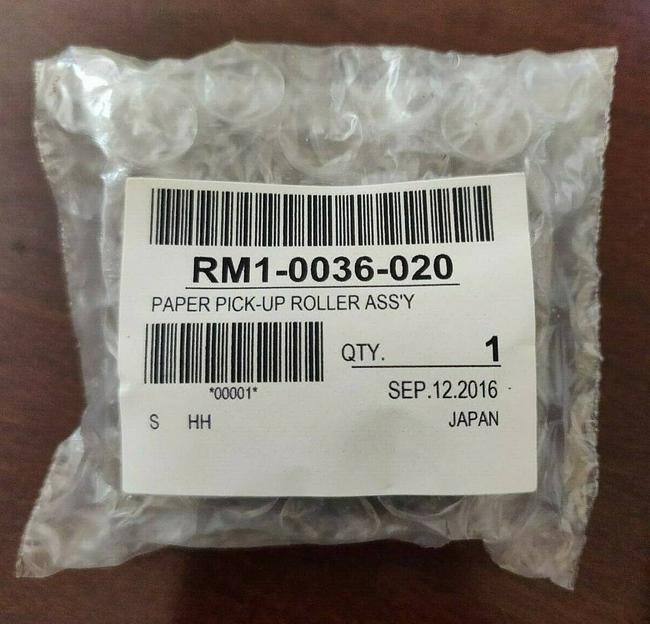 RM1-0036-020
PAPER PICK-UP ROLLER ASS'Y
QTY. 1
*00001*
SEP.12.2016
S HH
JAPAN